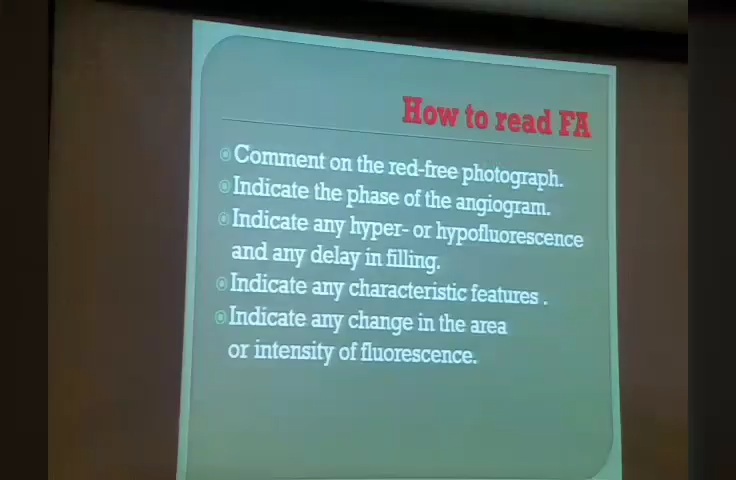 How to read FA
Comment on the red-free photograph.
Indicate the phase of the angiogram.
Indicate any hyper- or hypofluorescence
and any delay in filling.
Indicate any characteristic features .
Indicate any change in the area
or intensity of fluorescence.